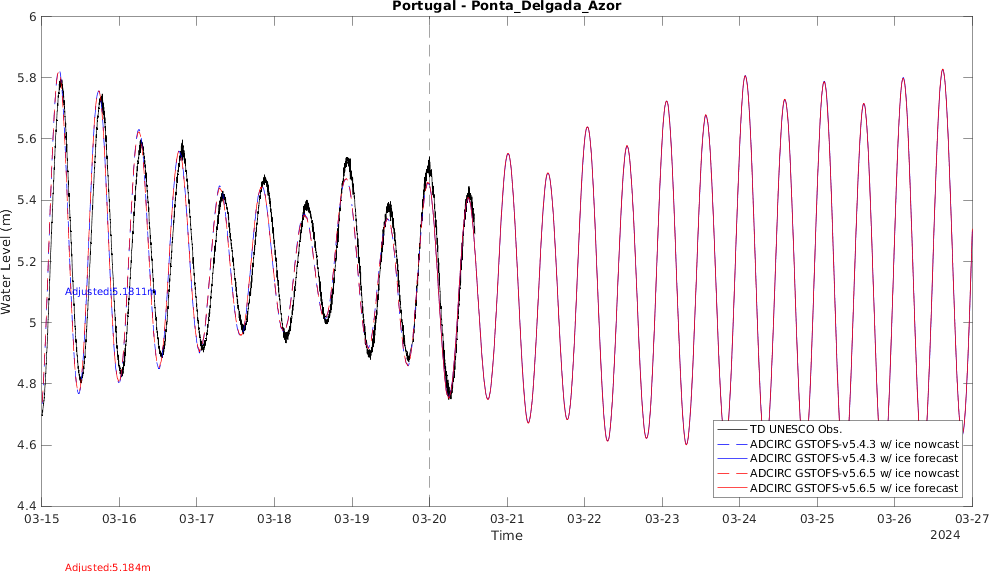 Portugal - Ponta_Delgada_Azor
6
5.8
5.6
5.4
5.2
5
4.8
4.6
4.4
Water Level (m)
Adjusted:5.1811m
TD UNESCO Obs.
ADCIRC GSTOFS-v5.4.3 w/ ice nowcast
ADCIRC GSTOFS-v5.4.3 w/ ice forecast
ADCIRC GSTOFS-v5.6.5 w/ ice nowcast
ADCIRC GSTOFS-v5.6.5 w/ ice forecast
03-15 03-16 03-17 03-18 03-19 03-20 03-21 03-22 03-23 03-24 03-25 03-26 03-27
Time
2024
Adjusted:5.184m